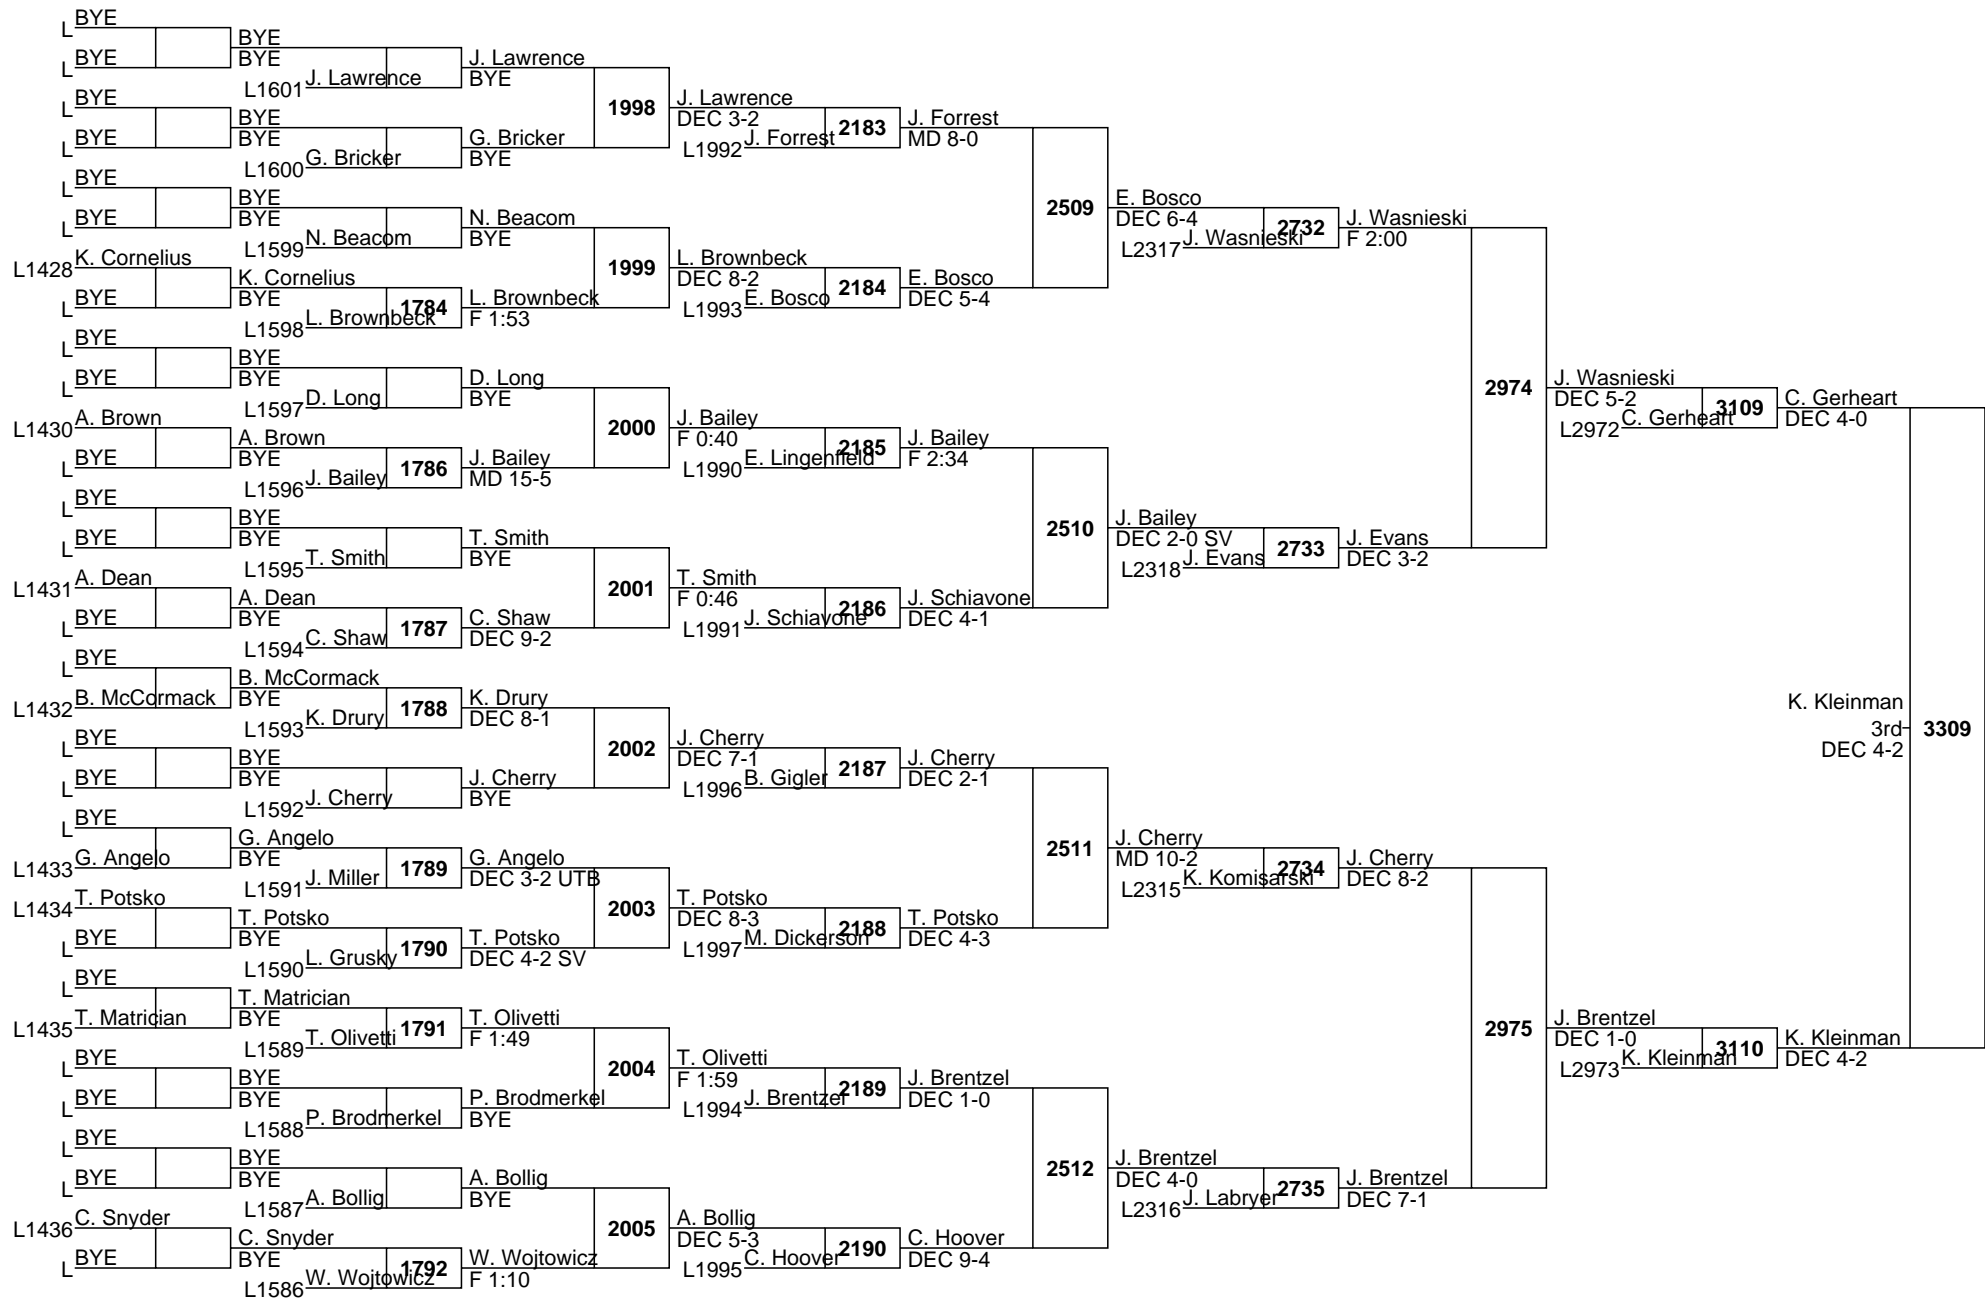 BYE
L
BYE
L
BYE
BYE
L1601 J. Lawrence
J. Lawrence
BYE
BYE
L
BYE
L
BYE
BYE
L1600 G. Bricker
G. Bricker
BYE
1998
J. Lawrence
DEC 3-2
L1992 J. Forrest
2183
J. Forrest
MD 8-0
BYE
L
BYE
L
BYE
BYE
L1599 N. Beacom
N. Beacom
BYE
L1428 K. Cornelius
BYE
L
K. Cornelius
BYE
L1598 L. Brownbeck
1784
L. Brownbeck
F 1:53
1999
L. Brownbeck
DEC 8-2
L1993 E. Bosco
2184
E. Bosco
DEC 5-4
2509
E. Bosco
DEC 6-4
L2317 J. Wasnieski
2732
J. Wasnieski
F 2:00
BYE
L
BYE
L
BYE
BYE
L1597 D. Long
D. Long
BYE
L1430 A. Brown
BYE
L
A. Brown
BYE
L1596 J. Bailey
1786
J. Bailey
MD 15-5
2000
J. Bailey
F 0:40
L1990 E. Lingenfield
2185
J. Bailey
F 2:34
BYE
L
BYE
L
BYE
BYE
L1595 T. Smith
T. Smith
BYE
L1431 A. Dean
BYE
L
A. Dean
BYE
L1594 C. Shaw
1787
C. Shaw
DEC 9-2
2001
T. Smith
F 0:46
L1991 J. Schiavone
2186
J. Schiavone
DEC 4-1
2510
J. Bailey
DEC 2-0 SV
L2318 J. Evans
2733
J. Evans
DEC 3-2
2974
J. Wasnieski
DEC 5-2
L2972 C. Gerheart
3109
C. Gerheart
DEC 4-0
BYE
L
L1432 B. McCormack
B. McCormack
BYE
L1593 K. Drury
1788
K. Drury
DEC 8-1
BYE
L
BYE
L
BYE
BYE
L1592 J. Cherry
J. Cherry
BYE
2002
J. Cherry
DEC 7-1
L1996 B. Gigler
2187
J. Cherry
DEC 2-1
BYE
L
L1433 G. Angelo
G. Angelo
BYE
L1591 J. Miller
1789
G. Angelo
DEC 3-2 UTB
L1434 T. Potsko
BYE
L
T. Potsko
BYE
L1590 L. Grusky
1790
T. Potsko
DEC 4-2 SV
2003
T. Potsko
DEC 8-3
L1997 M. Dickerson
2188
T. Potsko
DEC 4-3
2511
J. Cherry
MD 10-2
L2315 K. Komisarski
2734
J. Cherry
DEC 8-2
BYE
L
L1435 T. Matrician
T. Matrician
BYE
L1589 T. Olivetti
1791
T. Olivetti
F 1:49
BYE
L
BYE
L
BYE
BYE
L1588 P. Brodmerkel
P. Brodmerkel
BYE
2004
T. Olivetti
F 1:59
L1994 J. Brentzel
2189
J. Brentzel
DEC 1-0
BYE
L
BYE
L
BYE
BYE
L1587 A. Bollig
A. Bollig
BYE
L1436 C. Snyder
BYE
L
C. Snyder
BYE
L1586 W. Wojtowicz
1792
W. Wojtowicz
F 1:10
2005
A. Bollig
DEC 5-3
L1995 C. Hoover
2190
C. Hoover
DEC 9-4
2512
J. Brentzel
DEC 4-0
L2316 J. Labryer
2735
J. Brentzel
DEC 7-1
2975
J. Brentzel
DEC 1-0
L2973 K. Kleinman
3110
K. Kleinman
DEC 4-2
K. Kleinman
3rd
DEC 4-2
3309